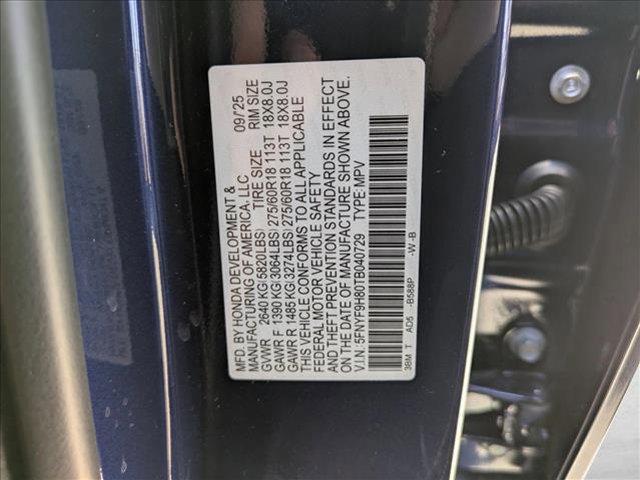 MFD. BY HONDA DEVELOPMENT & 09/'25
MANUFACTURING OF AMERICA, LLC
TIRE SIZE RIM SIZE
GVWR 2640 KG(5820LBS)
GAWR F 1390 KG(3064LBS) 275/60R18 113T 18X8.0J
GAWR R 1485 KG(3274LBS) 275/60R18 113T 18X8.0J
THIS VEHICLE CONFORMS TO ALL APPLICABLE
FEDERAL MOTOR VEHICLE SAFETY
AND THEFT PREVENTION STANDARDS IN EFFECT
ON THE DATE OF MANUFACTURE SHOWN ABOVE.
V.I.N: 5FNYF9H80TB040729 TYPE: MPV
3BM T AD5 -B588P -W -B